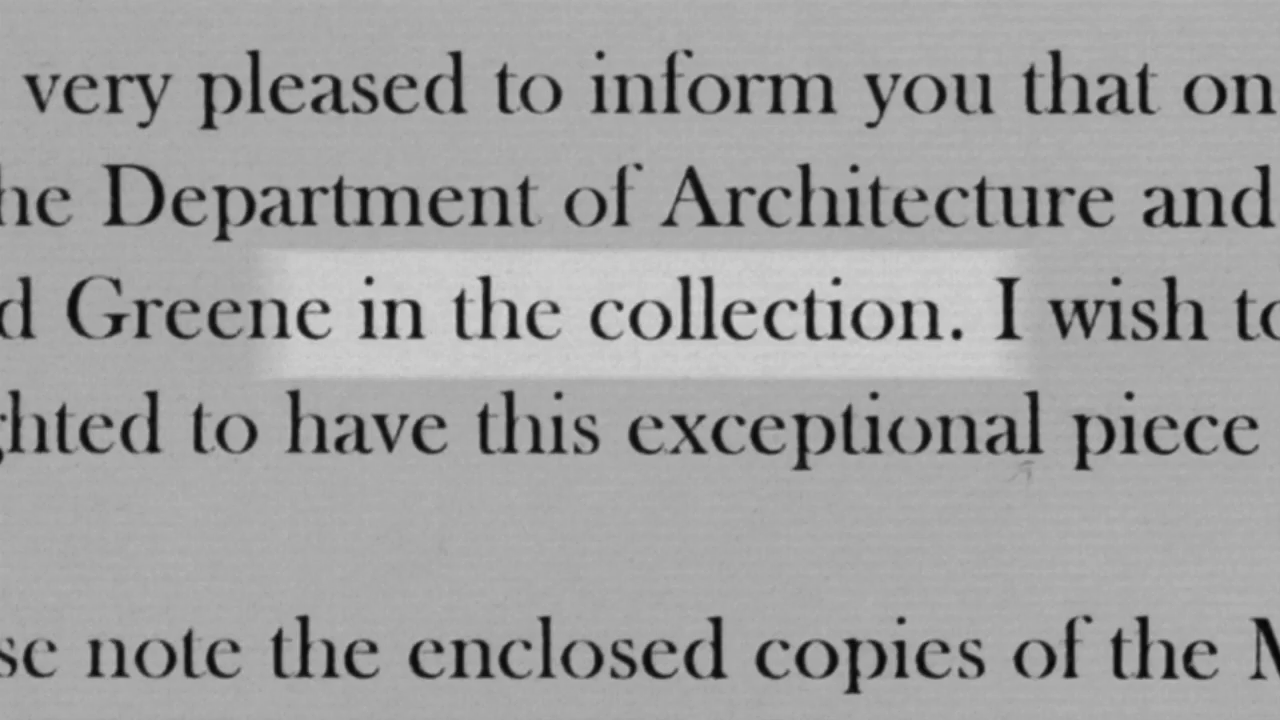 very pleased to inform you that on
he Department of Architecture and
d Greene in the collection. I wish to
ghted to have this exceptional piece
se note the enclosed copies of the M